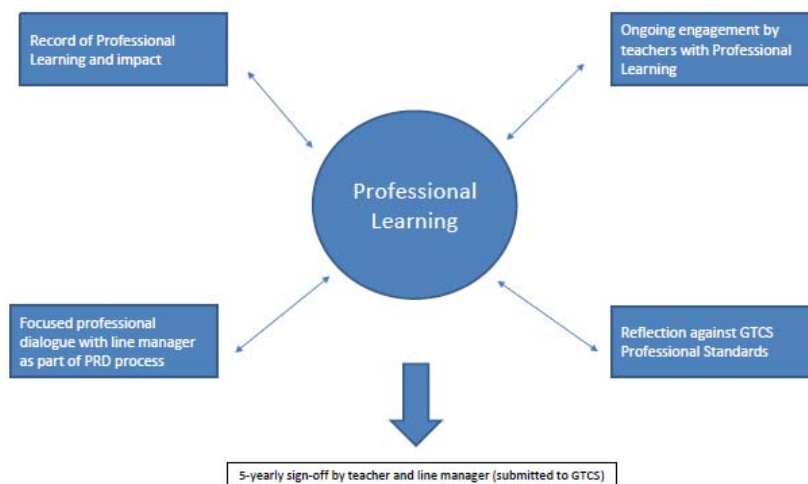 Record of Professional
Learning and impact
Ongoing engagement by
teachers with Professional
Learning
Professional
Learning
Focused professional
dialogue with line manager
as part of PRD process
Reflection against GTCS
Professional Standards
5-yearly sign-off by teacher and line manager (submitted to GTCS)